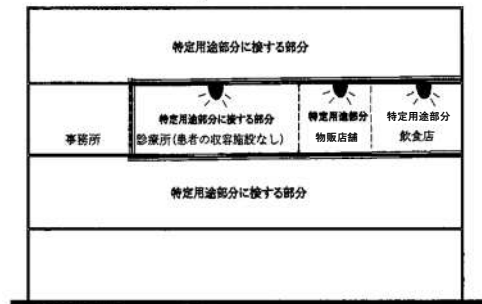 特定用途部分に接する部分
特定用途部分に接する部分
特定用途部分
特定用途部分
事務所
診療所(患者の収容施設なし)
物販店舗
飲食店
特定用途部分に接する部分